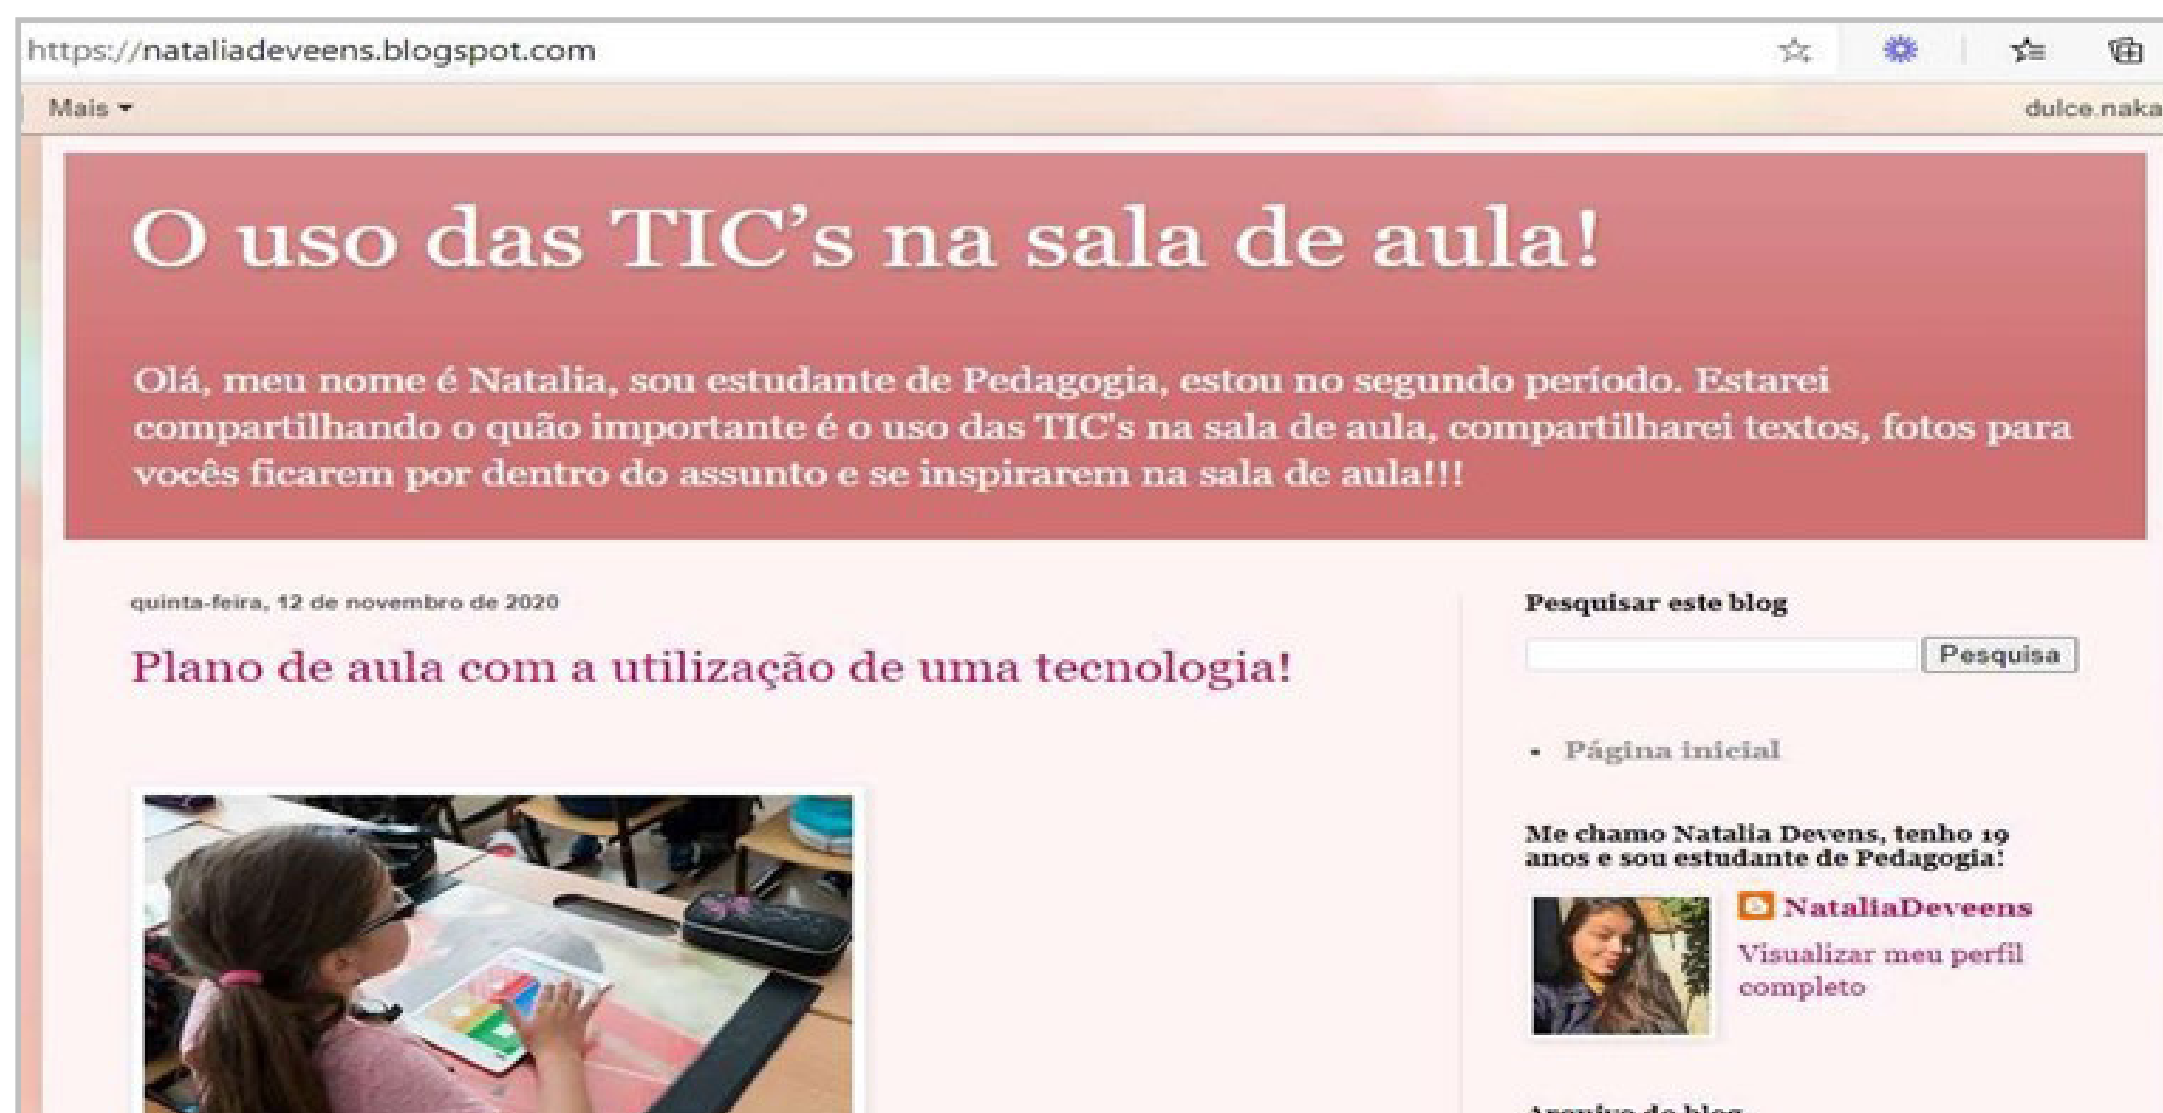 https://nataliadeveens.blogspot.com
Mais
dulce.naka
O uso das TIC's na sala de aula!
Olá, meu nome é Natalia, sou estudante de Pedagogia, estou no segundo período. Estarei
compartilhando o quão importante é o uso das TIC's na sala de aula, compartilharei textos, fotos para
vocês ficarem por dentro do assunto e se inspirarem na sala de aula!!!
quinta-feira, 12 de novembro de 2020
Plano de aula com a utilização de uma tecnologia!
Pesquisar este blog
Pesquisa
• Página inicial
Me chamo Natalia Devens, tenho 19
anos e sou estudante de Pedagogia!
NataliaDeveens
Visualizar meu perfil
completo
Arquivo do blog